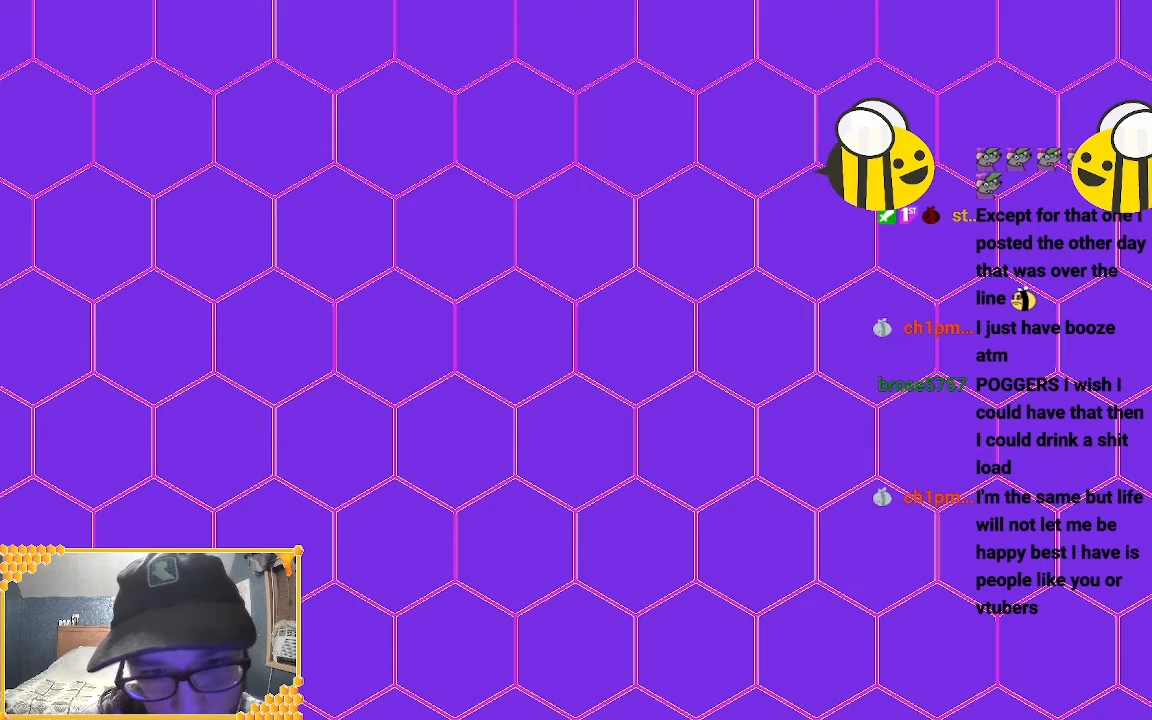 1ST st.. Except for that one I
posted the other day
that was over the
line
ch1pm... I just have booze
atm
brose5757 POGGERS I wish I
could have that then
I could drink a shit
load
ch1pm... I'm the same but life
will not let me be
happy best I have is
people like you or
vtubers